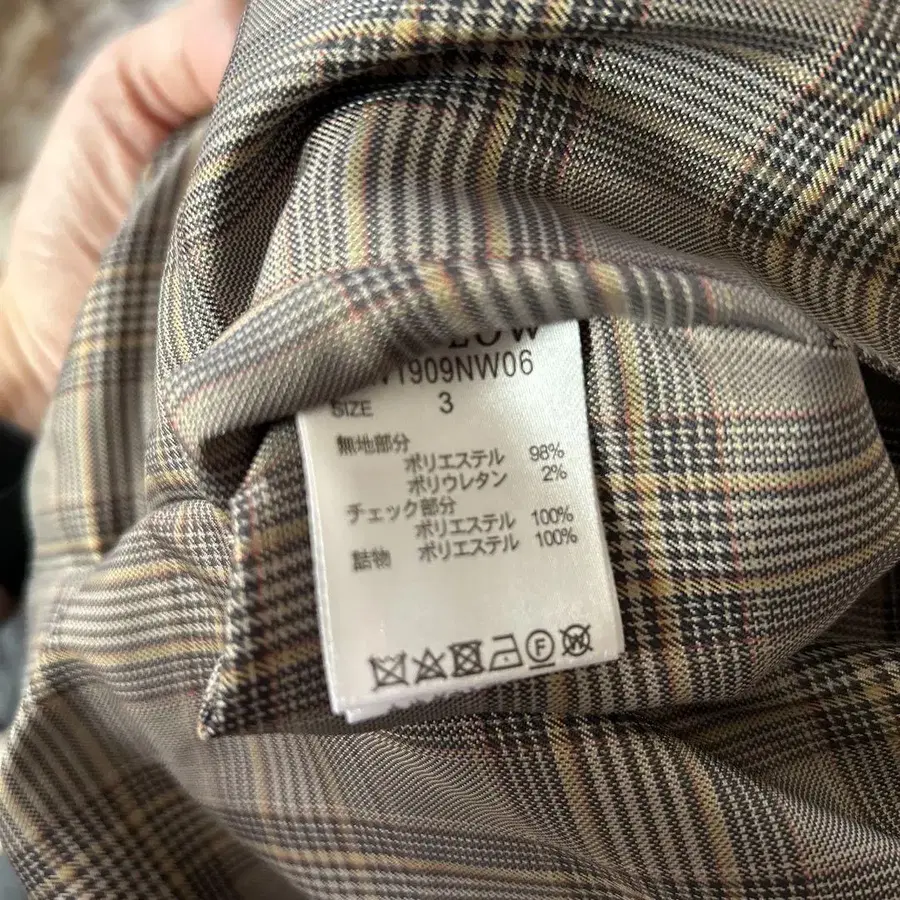 LOW
1909NW06
SIZE 3
無地部分
ポリエステル 98%
ポリウレタン 2%
チェック部分
ポリエステル 100%
詰物 ポリエステル 100%